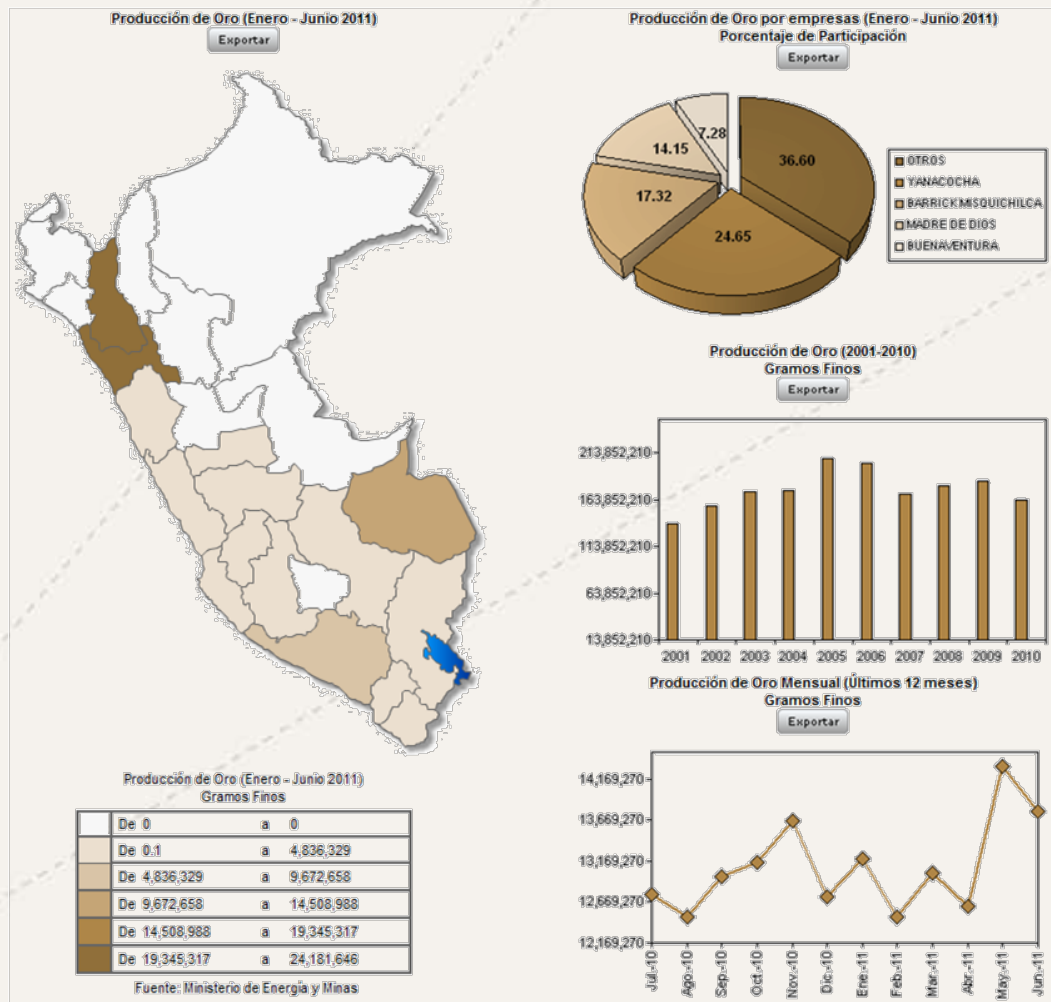 Producción de Oro (Enero - Junio 2011)
Exportar
Producción de Oro (Enero - Junio 2011)
Gramos Finos
De 0 a 0
De 0.1 a 4,836,329
De 4,836,329 a 9,672,658
De 9,672,658 a 14,508,988
De 14,508,988 a 19,345,317
De 19,345,317 a 24,181,646
Fuente: Ministerio de Energía y Minas
Producción de Oro por empresas (Enero - Junio 2011)
Porcentaje de Participación
Exportar
7.28
14.15
36.60
17.32
24.65
OTROS
YANACOCHA
BARRICK MISQUICHILCA
MADRE DE DIOS
BUENAVENTURA
Producción de Oro (2001-2010)
Gramos Finos
Exportar
213,852,210
163,852,210
113,852,210
63,852,210
13,852,210
2001 2002 2003 2004 2005 2006 2007 2008 2009 2010
Producción de Oro Mensual (Últimos 12 meses)
Gramos Finos
Exportar
14,169,270
13,669,270
13,169,270
12,669,270
12,169,270
Jul.-10 Ago.-10 Sep.-10 Oct.-10 Nov.-10 Dic.-10 Ene.-11 Feb.-11 Mar.-11 Abr.-11 May.-11 Jun.-11